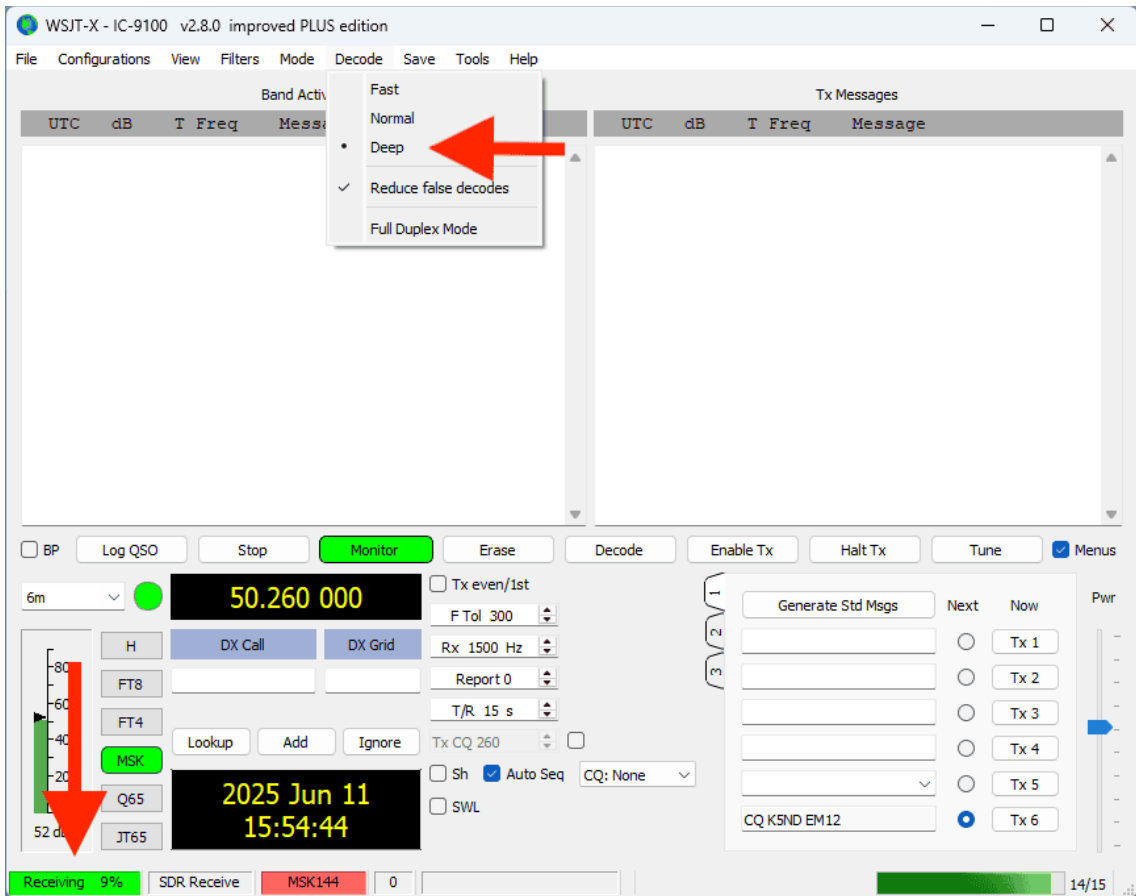 WSJT-X - IC-9100 v2.8.0 improved PLUS edition
File Configurations View Filters Mode Decode Save Tools Help
Fast
Normal
Deep
Reduce false decodes
Full Duplex Mode
Band Activ
UTC dB T Freq Messa
Tx Messages
UTC dB T Freq Message
BP Log QSO Stop Monitor Erase Decode Enable Tx Halt Tx Tune Menus
6m
50.260 000
Tx even/1st
F Tol 300
Rx 1500 Hz
Report 0
T/R 15 s
Tx CQ 260
Sh Auto Seq CQ: None
SWL
DX Call DX Grid
Lookup Add Ignore
2025 Jun 11
15:54:44
H
FT8
FT4
MSK
Q65
JT65
80
60
40
20
52 d
1
2
3
Generate Std Msgs Next Now
Tx 1
Tx 2
Tx 3
Tx 4
Tx 5
CQ K5ND EM12 Tx 6
Pwr
Receiving 9% SDR Receive MSK144 0 14/15